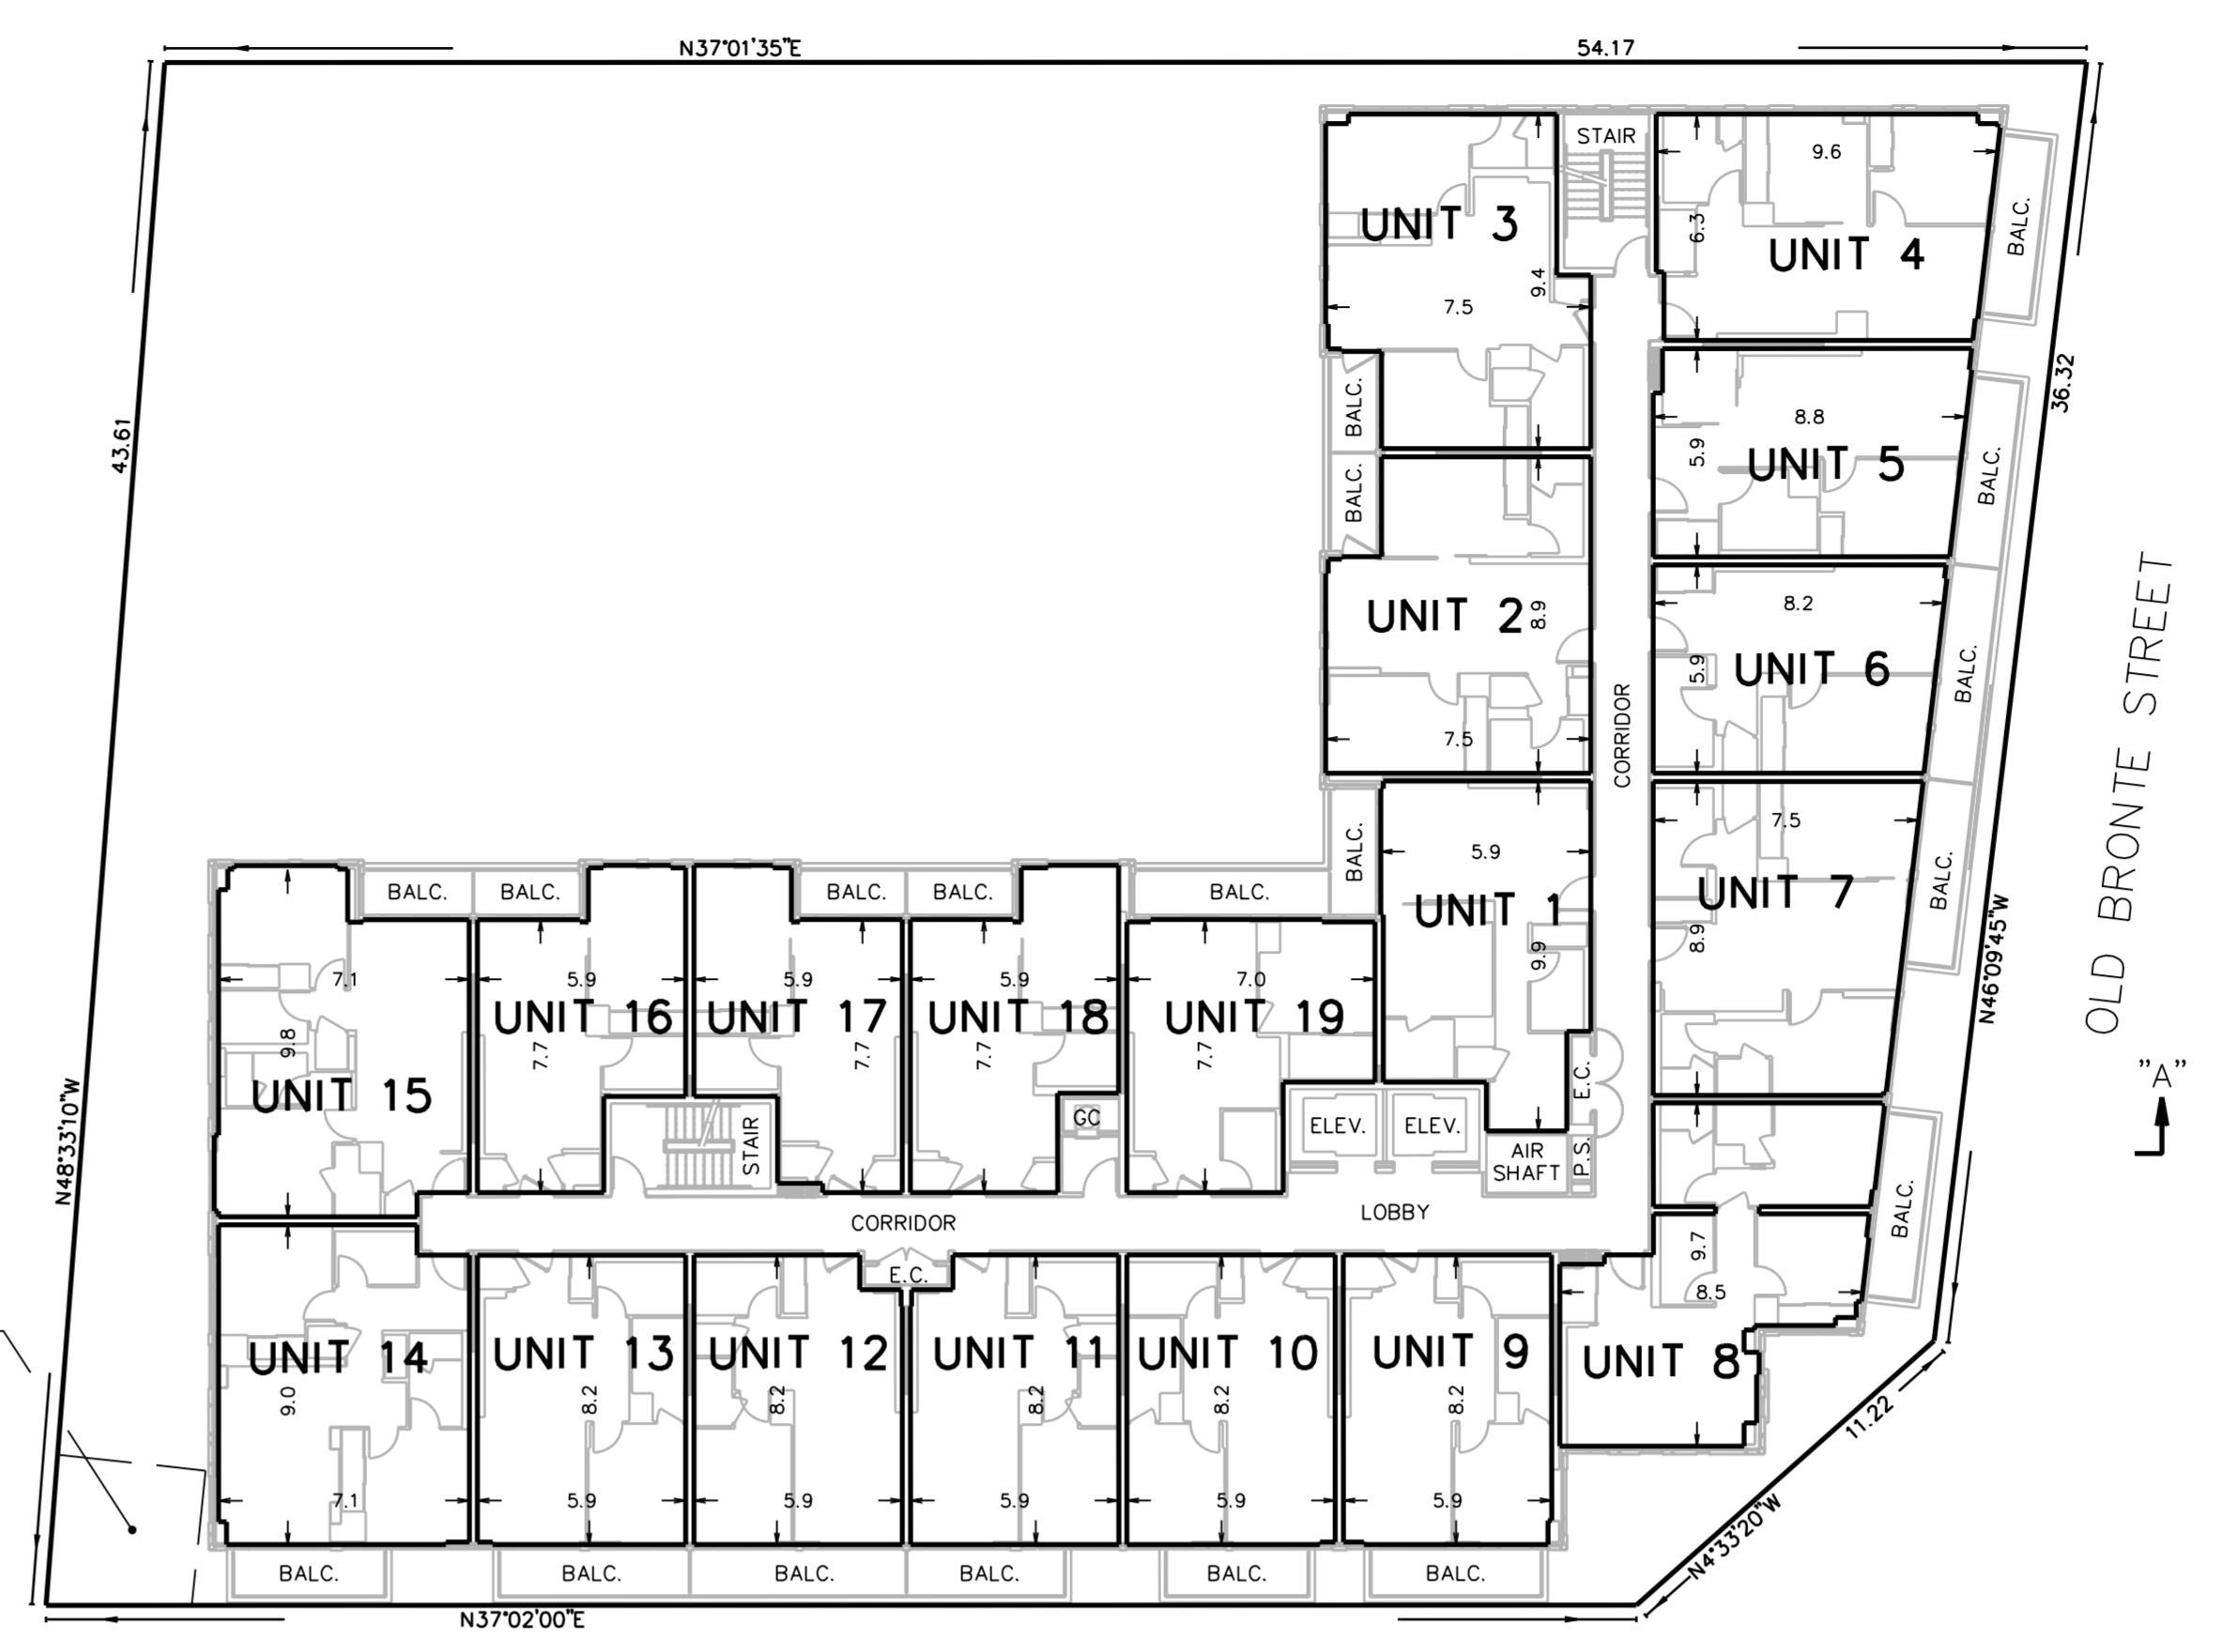 N37°01'35"E
54.17
STAIR
9.6
BALC.
UNIT 3
6.3
UNIT 4
9.4
7.5
43.61
36.32
BALC.
8.8
5.9
UNIT 5
BALC.
BALC.
8.2
UNIT 2
8.9
5.9
UNIT 6
BALC.
CORRIDOR
7.5
OLD BRONTE STREET
7.5
BALC.
5.9
BALC.
BALC.
BALC.
BALC.
BALC.
BALC.
UNIT 7
UNIT 1
8.9
9.9
N46°09'45"W
7.1
5.9
5.9
5.9
7.0
UNIT 16
UNIT 17
UNIT 18
UNIT 19
9.8
7.7
7.7
7.7
7.7
"A"
E.C.
UNIT 15
N48°33'10"W
GC
ELEV.
ELEV.
STAIR
AIR
SHAFT
P.S.
LOBBY
CORRIDOR
BALC.
9.7
E.C.
8.5
UNIT 14
UNIT 13
UNIT 12
UNIT 11
UNIT 10
UNIT 9
UNIT 8
9.0
8.2
8.2
8.2
8.2
8.2
11.22
7.1
5.9
5.9
5.9
5.9
5.9
N4°33'20"W
BALC.
BALC.
BALC.
BALC.
BALC.
BALC.
N37°02'00"E